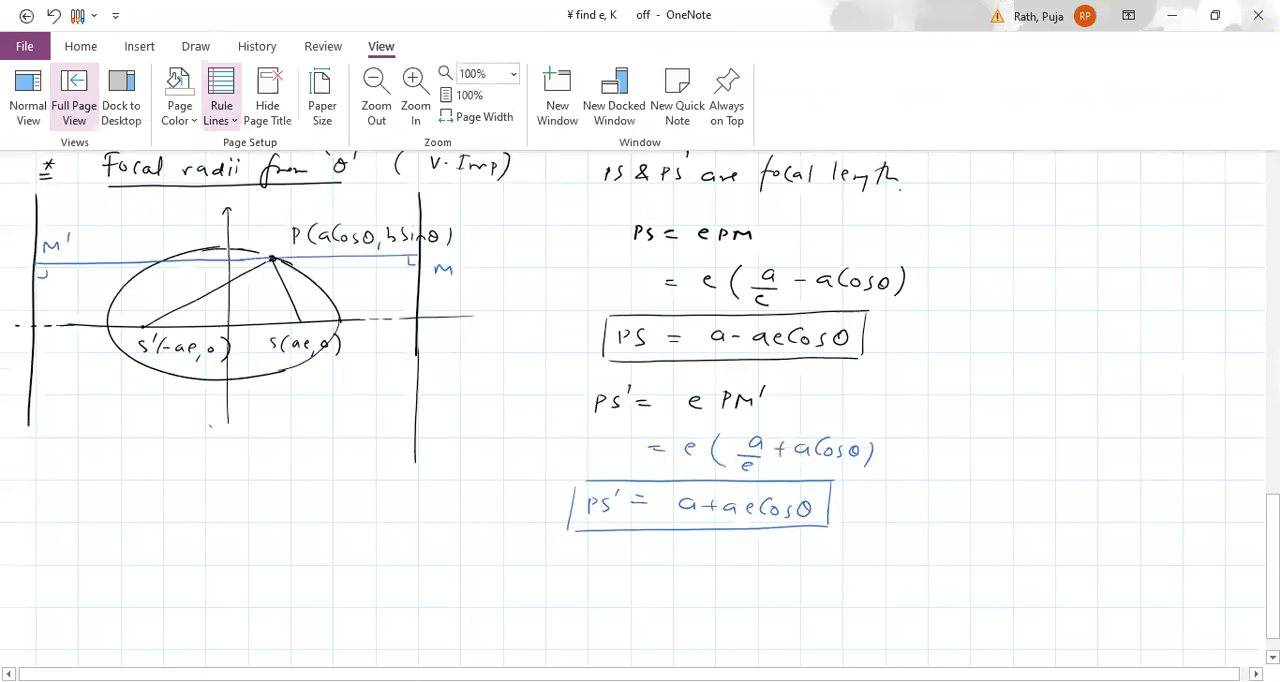 ¥ find e, K off - OneNote
Rath, Puja RP
File Home Insert Draw History Review View
Normal View
Full Page View
Dock to Desktop
Views
Page Color
Rule Lines
Hide Page Title
Paper Size
Page Setup
Zoom Out
Zoom In
100%
100%
Page Width
Zoom
New Window
New Docked Window
New Quick Note
Always on Top
Window
* Focal radii from 'θ' ( V. Imp)
M'
P(acosθ, bsinθ)
M
S'(-ae, 0)
S(ae, 0)
PS & PS' are focal length.
PS = e PM
= e ( a/e - acosθ)
PS = a - aecosθ
PS' = e PM'
= e ( a/e + acosθ)
PS' = a + aecosθ